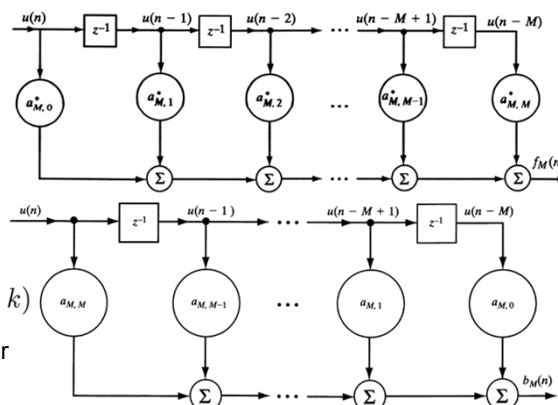 u(n) z⁻¹ u(n − 1) z⁻¹ u(n − 2) ... u(n − M + 1) z⁻¹ u(n − M)
a*M, 0 a*M, 1 a*M, 2 ... a*M, M−1 a*M, M
Σ Σ ... Σ Σ fM(n
u(n) z⁻¹ u(n − 1) ... u(n − M + 1) z⁻¹ u(n − M)
k) aM, M aM, M−1 ... aM, 1 aM, 0
r
Σ ... Σ Σ bM(n)